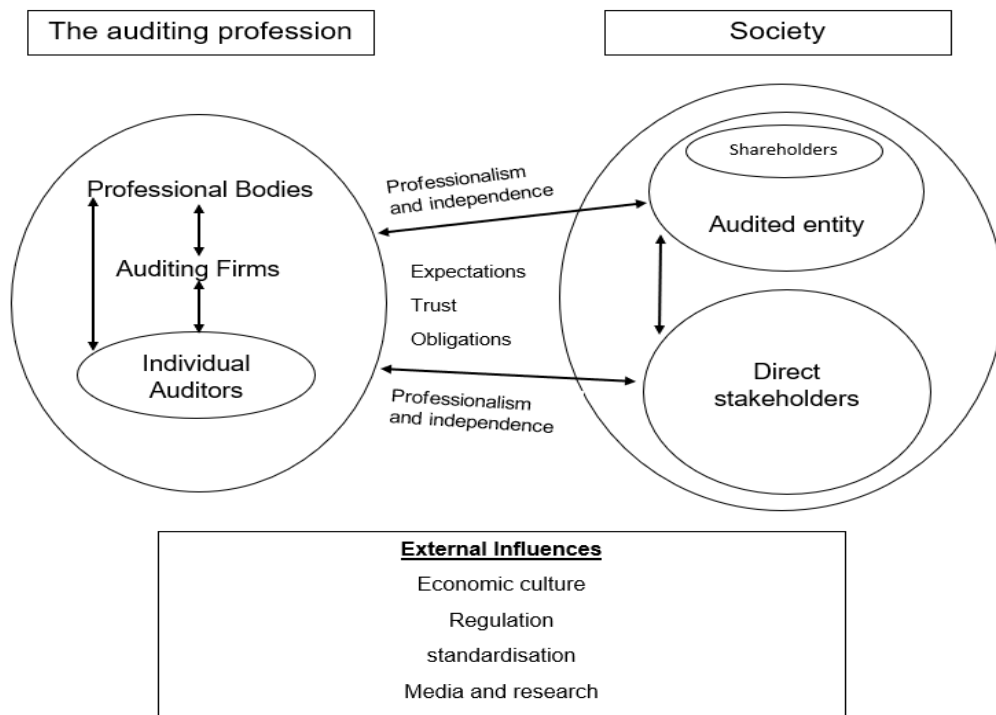 The auditing profession
Society
Shareholders
Professional Bodies
Professionalism
and independence
Audited entity
Auditing Firms
Expectations
Trust
Obligations
Individual
Auditors
Direct
stakeholders
Professionalism
and independence
External Influences
Economic culture
Regulation
standardisation
Media and research